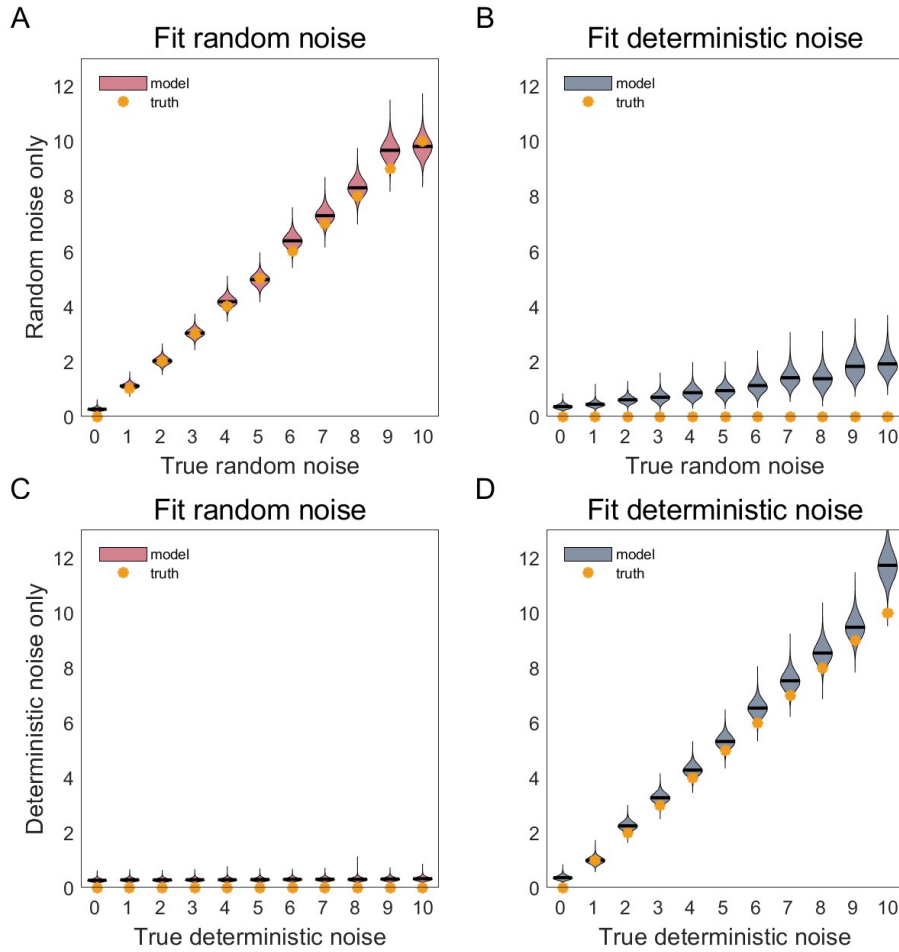 A
Fit random noise
model
truth
Random noise only
12
10
8
6
4
2
0
0 1 2 3 4 5 6 7 8 9 10
True random noise
B
Fit deterministic noise
model
truth
12
10
8
6
4
2
0
0 1 2 3 4 5 6 7 8 9 10
True random noise
C
Fit random noise
model
truth
Deterministic noise only
12
10
8
6
4
2
0
0 1 2 3 4 5 6 7 8 9 10
True deterministic noise
D
Fit deterministic noise
model
truth
12
10
8
6
4
2
0
0 1 2 3 4 5 6 7 8 9 10
True deterministic noise